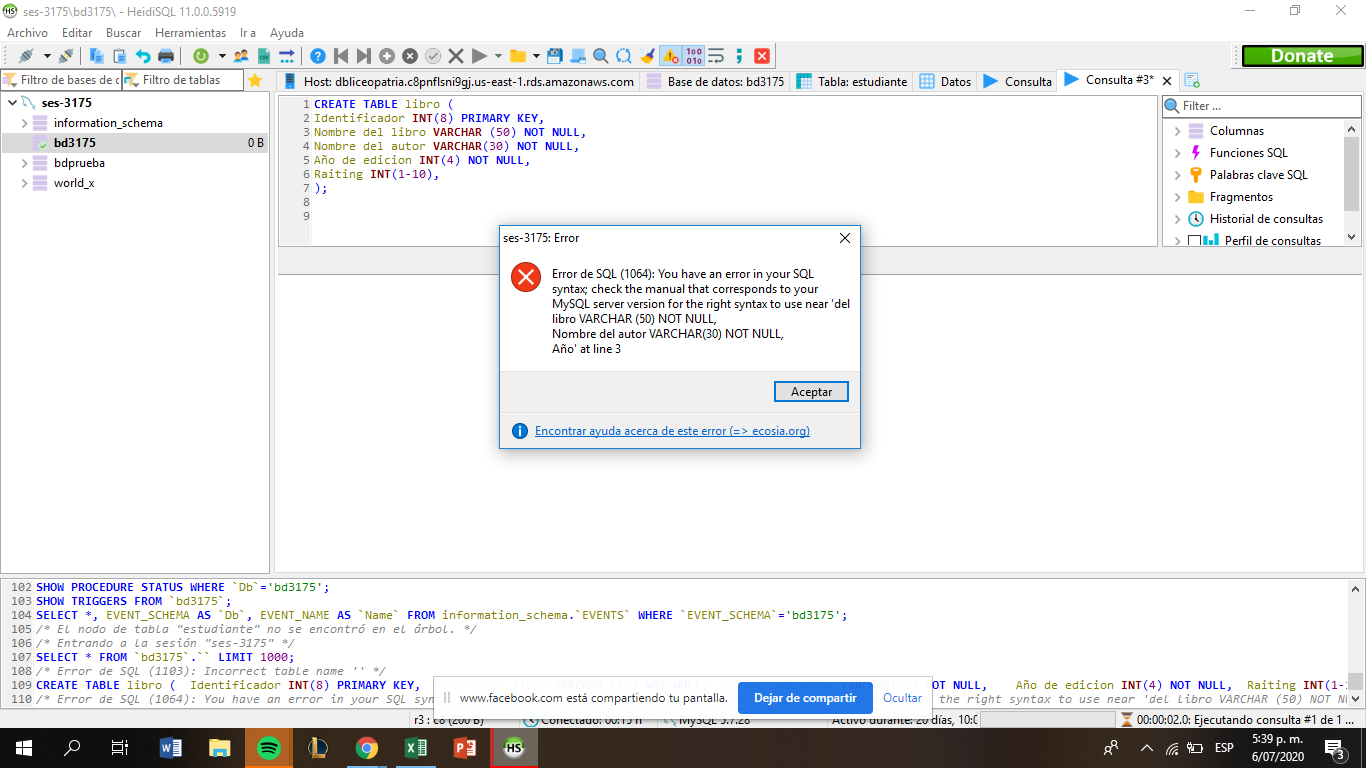 ses-3175\bd3175\ - HeidiSQL 11.0.0.5919
Archivo Editar Buscar Herramientas Ir a Ayuda
Donate
Filtro de bases de d
Filtro de tablas
Host: dbliceopatria.c8pnflsni9gj.us-east-1.rds.amazonaws.com
Base de datos: bd3175
Tabla: estudiante
Datos
Consulta
Consulta #3*
ses-3175
information_schema
bd3175 0 B
bdprueba
world_x
1 CREATE TABLE libro (
2 Identificador INT(8) PRIMARY KEY,
3 Nombre del libro VARCHAR (50) NOT NULL,
4 Nombre del autor VARCHAR(30) NOT NULL,
5 Año de edicion INT(4) NOT NULL,
6 Raiting INT(1-10),
7 );
8
9
Filter ...
Columnas
Funciones SQL
Palabras clave SQL
Fragmentos
Historial de consultas
Perfil de consultas
ses-3175: Error
Error de SQL (1064): You have an error in your SQL
syntax; check the manual that corresponds to your
MySQL server version for the right syntax to use near 'del
libro VARCHAR (50) NOT NULL,
Nombre del autor VARCHAR(30) NOT NULL,
Año' at line 3
Aceptar
Encontrar ayuda acerca de este error (=> ecosia.org)
102 SHOW PROCEDURE STATUS WHERE `Db`='bd3175';
103 SHOW TRIGGERS FROM `bd3175`;
104 SELECT *, EVENT_SCHEMA AS `Db`, EVENT_NAME AS `Name` FROM information_schema.`EVENTS` WHERE `EVENT_SCHEMA`='bd3175';
105 /* El nodo de tabla "estudiante" no se encontró en el árbol. */
106 /* Entrando a la sesión "ses-3175" */
107 SELECT * FROM `bd3175`.`` LIMIT 1000;
108 /* Error de SQL (1103): Incorrect table name '' */
109 CREATE TABLE libro ( Identificador INT(8) PRIMARY KEY, NOT NULL, Año de edicion INT(4) NOT NULL, Raiting INT(1-
110 /* Error de SQL (1064): You have an error in your SQL syn the right syntax to use near 'del libro VARCHAR (50) NOT N
www.facebook.com está compartiendo tu pantalla.
Dejar de compartir
Ocultar
r3 : c8 (200 B)
Conectado: 00:15 h
MySQL 5.7.28
Activo durante: 20 días, 10:0
00:00:02.0: Ejecutando consulta #1 de 1 ...
ESP
5:39 p. m.
6/07/2020
3